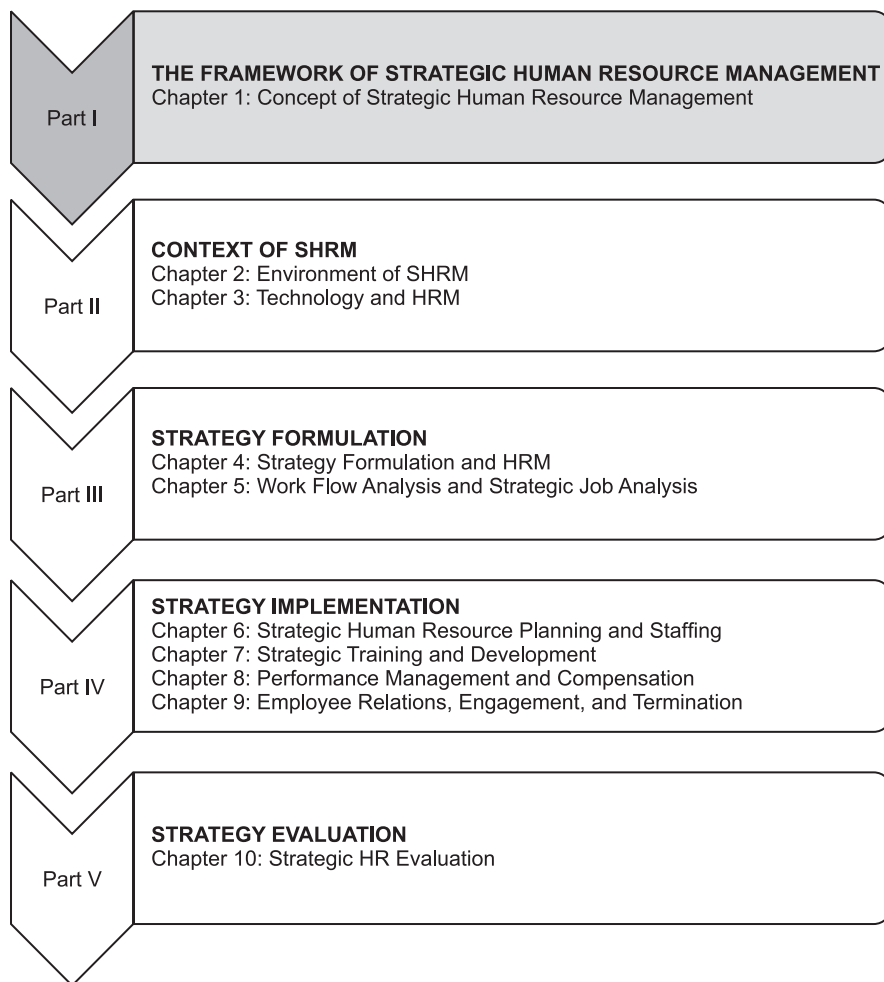 Part I
THE FRAMEWORK OF STRATEGIC HUMAN RESOURCE MANAGEMENT
Chapter 1: Concept of Strategic Human Resource Management
Part II
CONTEXT OF SHRM
Chapter 2: Environment of SHRM
Chapter 3: Technology and HRM
Part III
STRATEGY FORMULATION
Chapter 4: Strategy Formulation and HRM
Chapter 5: Work Flow Analysis and Strategic Job Analysis
Part IV
STRATEGY IMPLEMENTATION
Chapter 6: Strategic Human Resource Planning and Staffing
Chapter 7: Strategic Training and Development
Chapter 8: Performance Management and Compensation
Chapter 9: Employee Relations, Engagement, and Termination
Part V
STRATEGY EVALUATION
Chapter 10: Strategic HR Evaluation